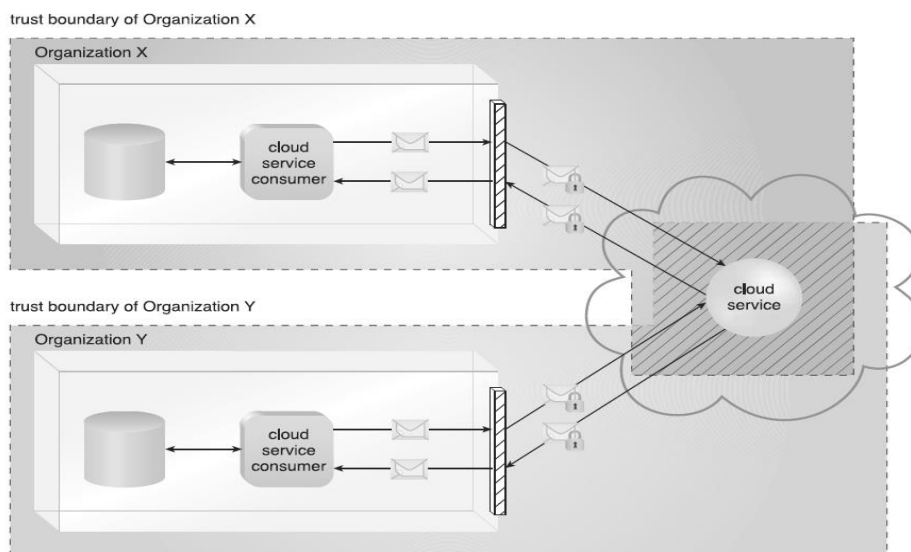 trust boundary of Organization X
Organization X
cloud
service
consumer
cloud
service
trust boundary of Organization Y
Organization Y
cloud
service
consumer